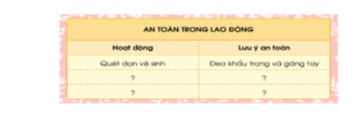 AN TOÀN TRONG LAO ĐỘNG
Hoạt động Lưu ý an toàn
Quét dọn vệ sinh Đeo khẩu trang và găng tay
? ?
? ?